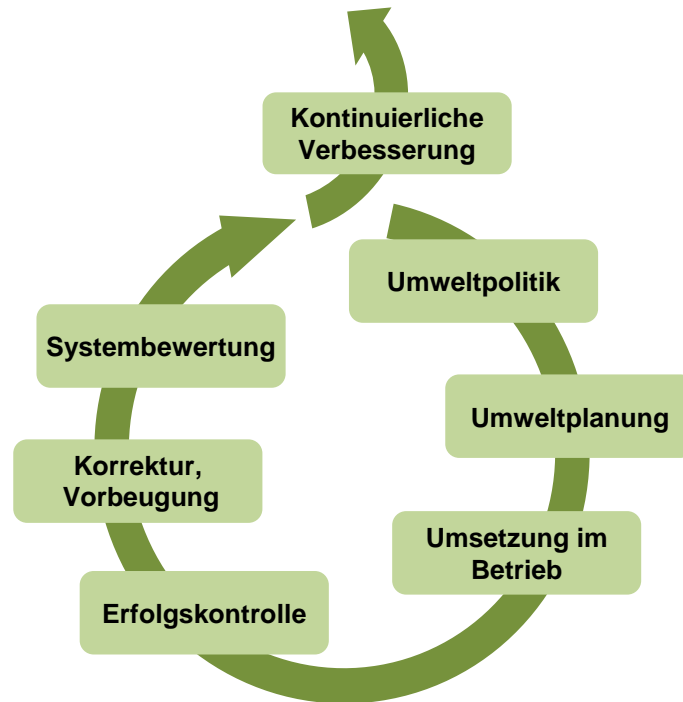 Kontinuierliche
Verbesserung
Umweltpolitik
Umweltplanung
Umsetzung im
Betrieb
Erfolgskontrolle
Korrektur,
Vorbeugung
Systembewertung